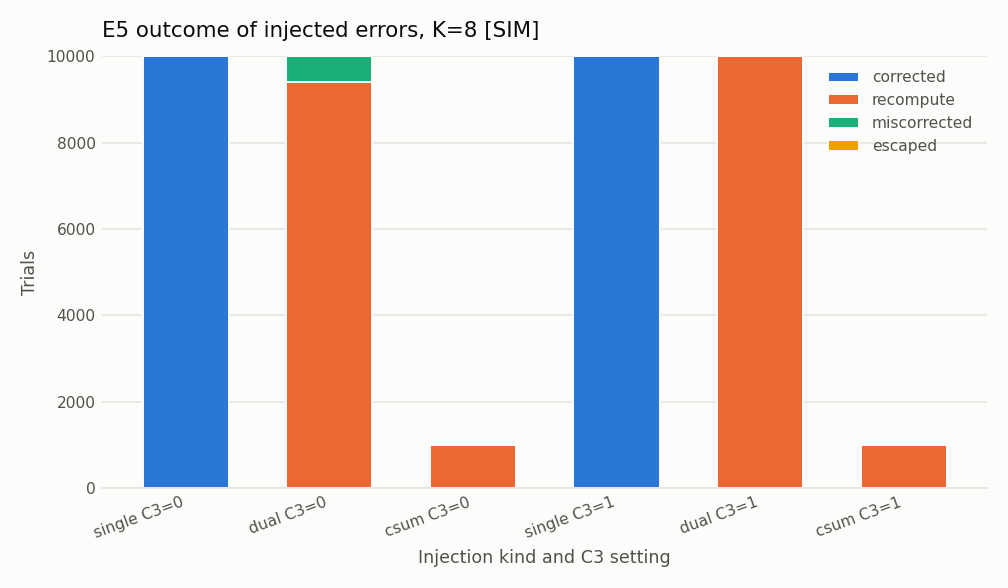 E5 outcome of injected errors, K=8 [SIM]
10000
8000
6000
4000
2000
0
Trials
corrected
recompute
miscorrected
escaped
single C3=0
dual C3=0
csum C3=0
single C3=1
dual C3=1
csum C3=1
Injection kind and C3 setting